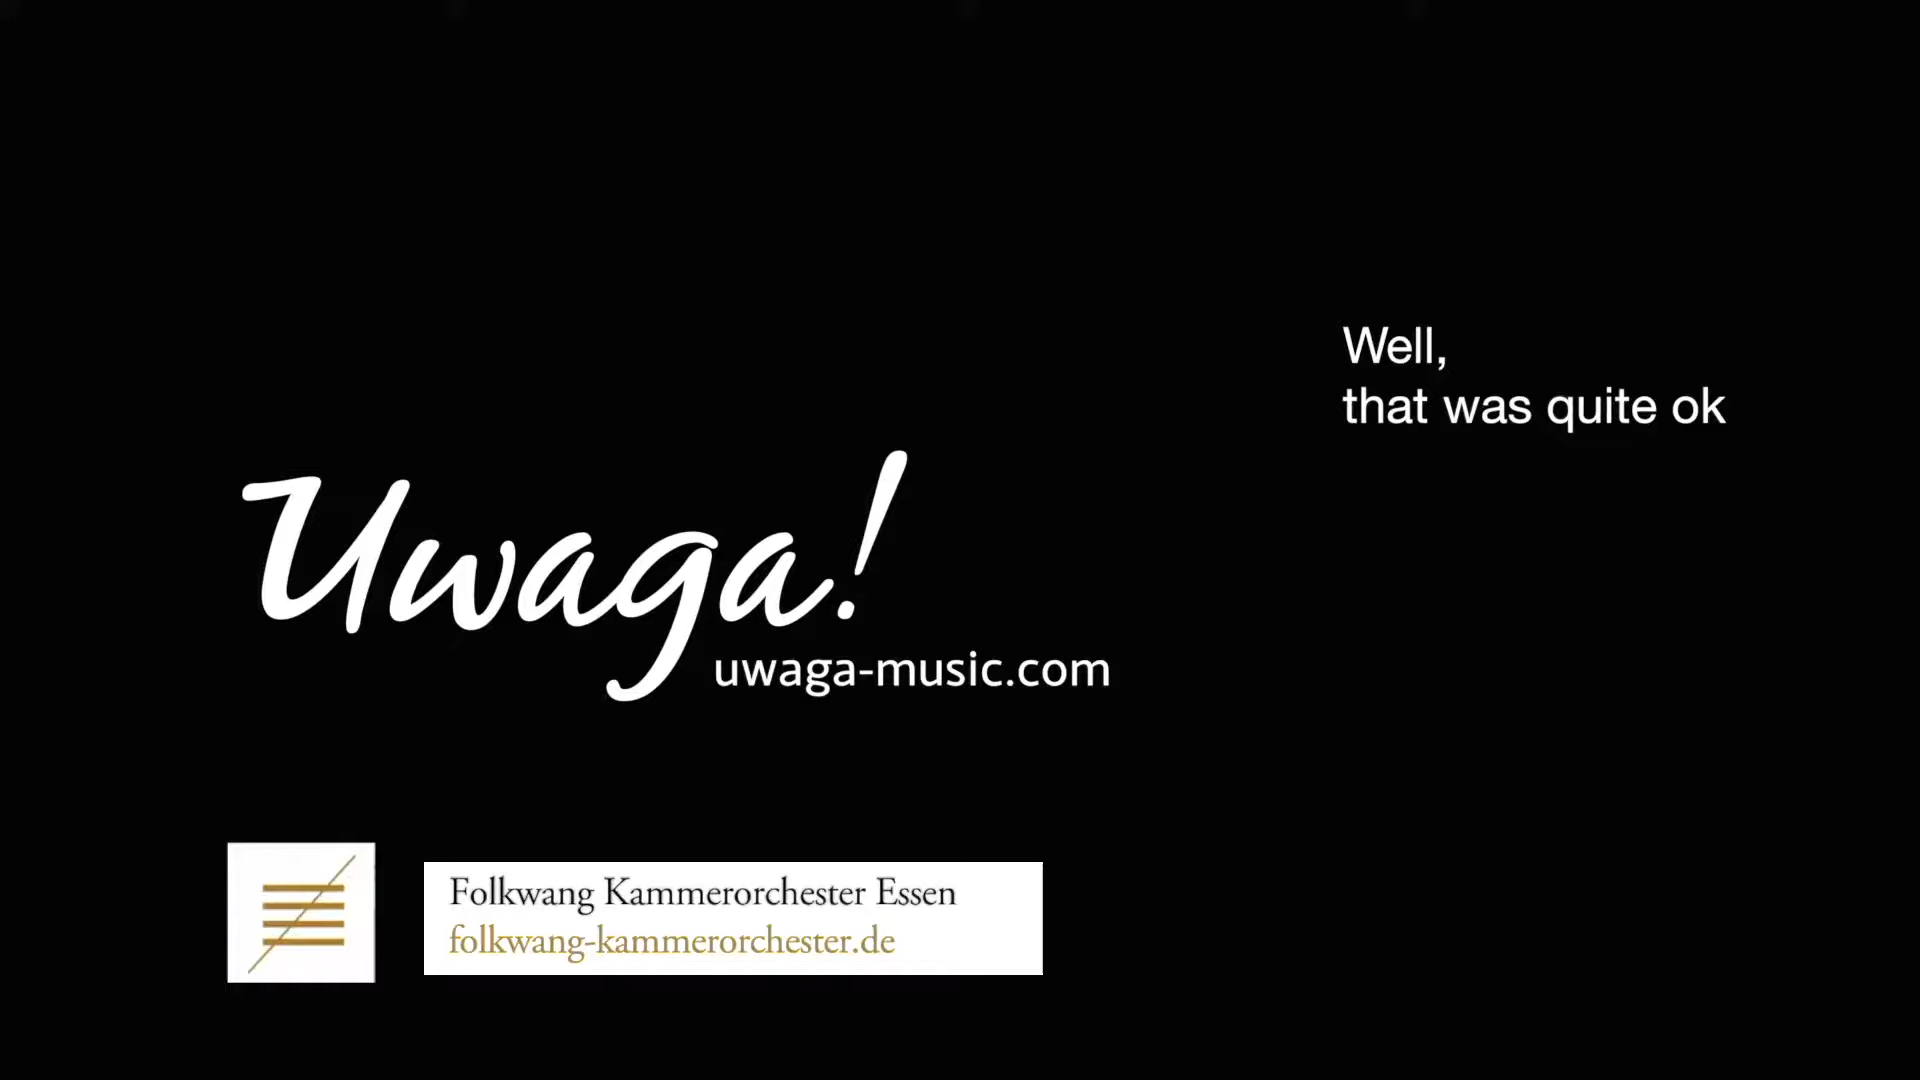 Well,
that was quite ok
Uwaga!
uwaga-music.com
Folkwang Kammerorchester Essen
folkwang-kammerorchester.de